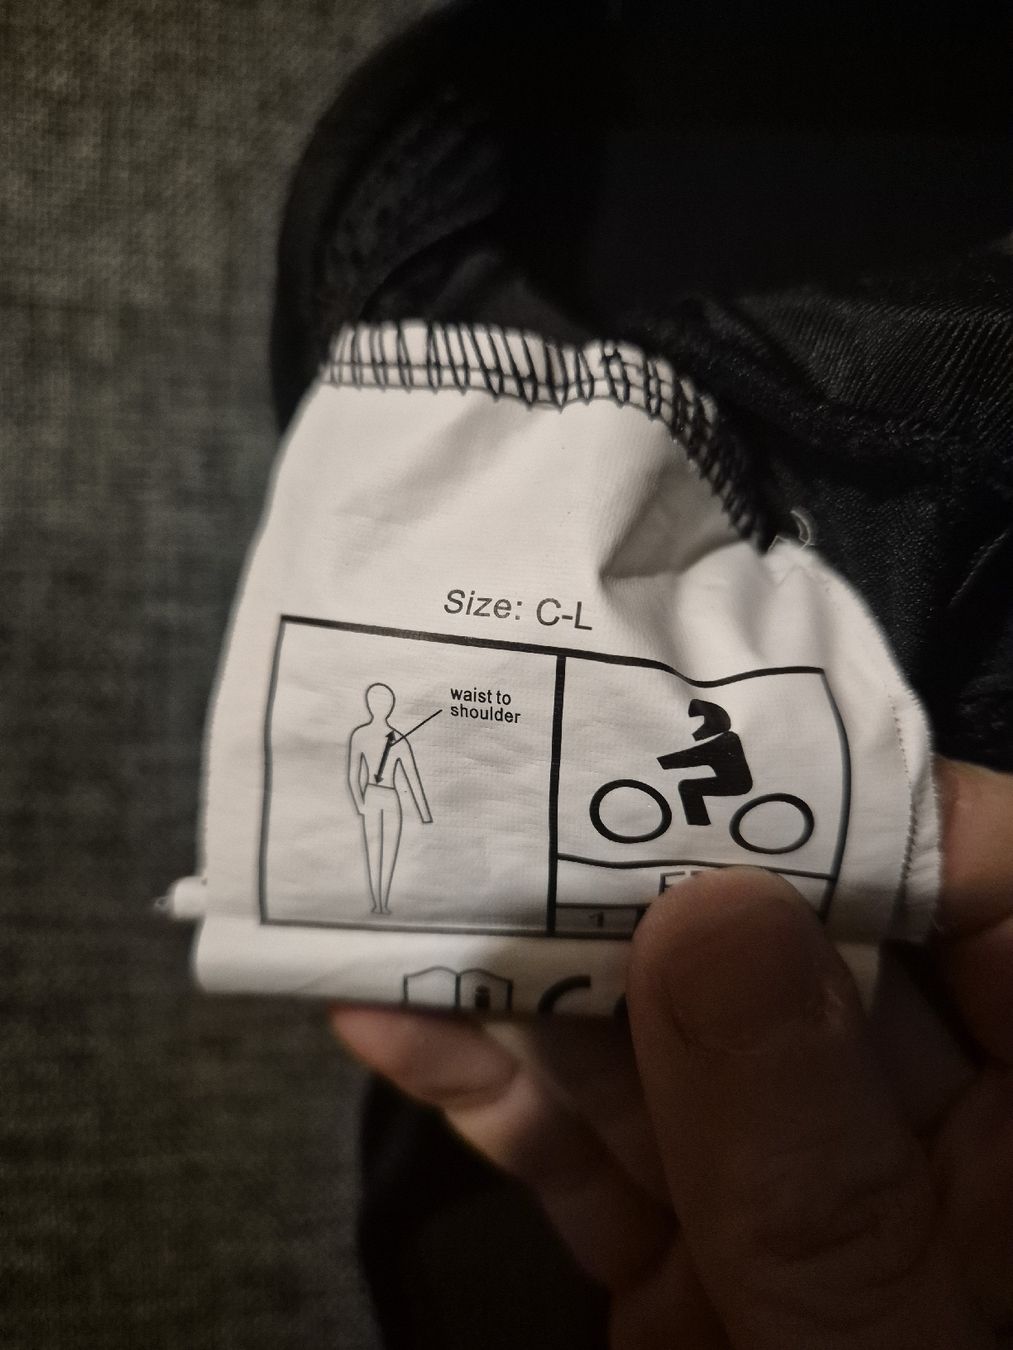 Size: C-L
waist to
shoulder
1